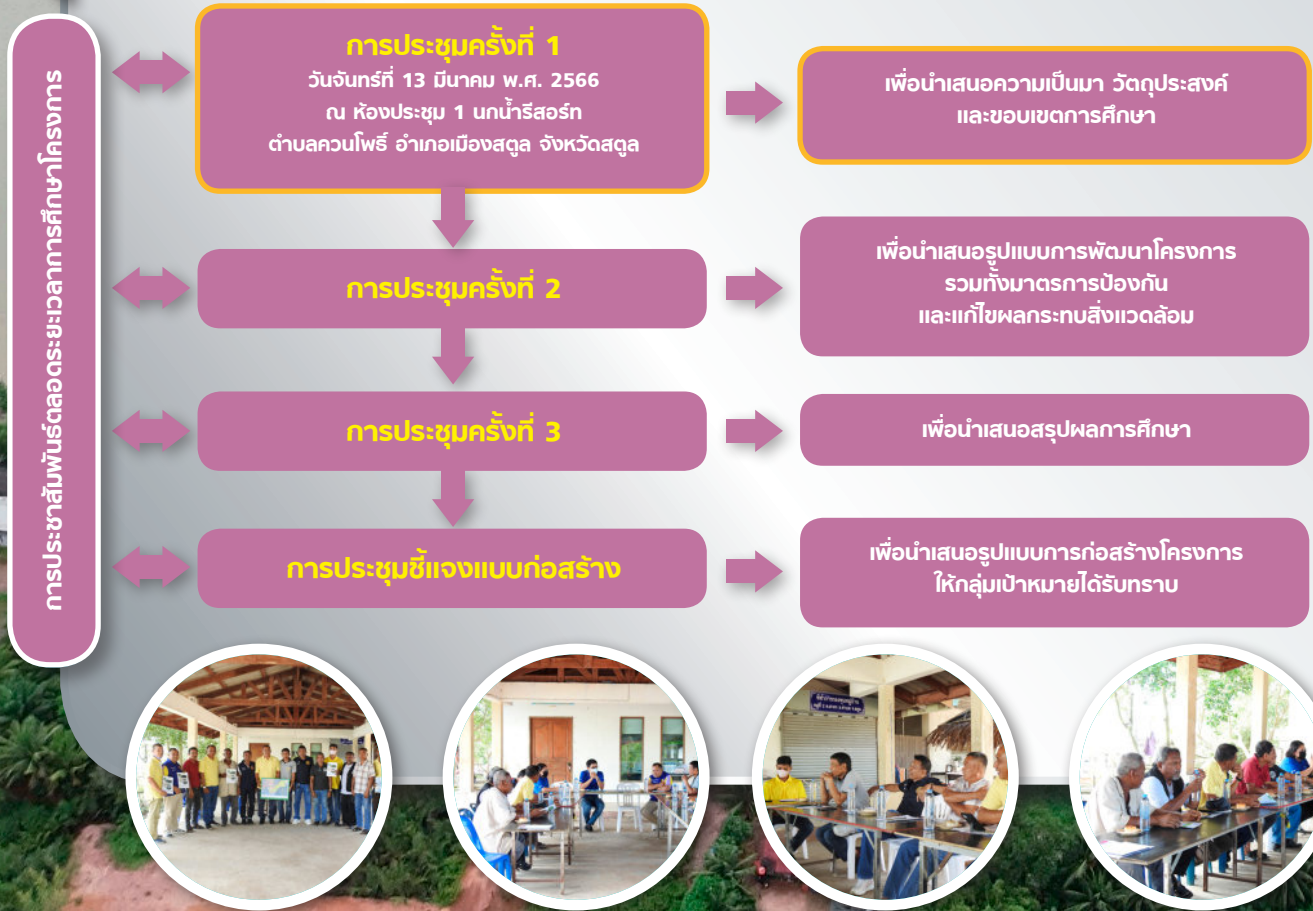 การประชาสัมพันธ์ตลอดระยะเวลาการศึกษาโครงการ
การประชุมครั้งที่ 1
วันจันทร์ที่ 13 มีนาคม พ.ศ. 2566
ณ ห้องประชุม 1 นกน้ำรีสอร์ท
ตำบลควนโพธิ์ อำเภอเมืองสตูล จังหวัดสตูล
เพื่อนำเสนอความเป็นมา วัตถุประสงค์
และขอบเขตการศึกษา
การประชุมครั้งที่ 2
เพื่อนำเสนอรูปแบบการพัฒนาโครงการ
รวมทั้งมาตรการป้องกัน
และแก้ไขผลกระทบสิ่งแวดล้อม
การประชุมครั้งที่ 3
เพื่อนำเสนอสรุปผลการศึกษา
การประชุมชี้แจงแบบก่อสร้าง
เพื่อนำเสนอรูปแบบการก่อสร้างโครงการ
ให้กลุ่มเป้าหมายได้รับทราบ